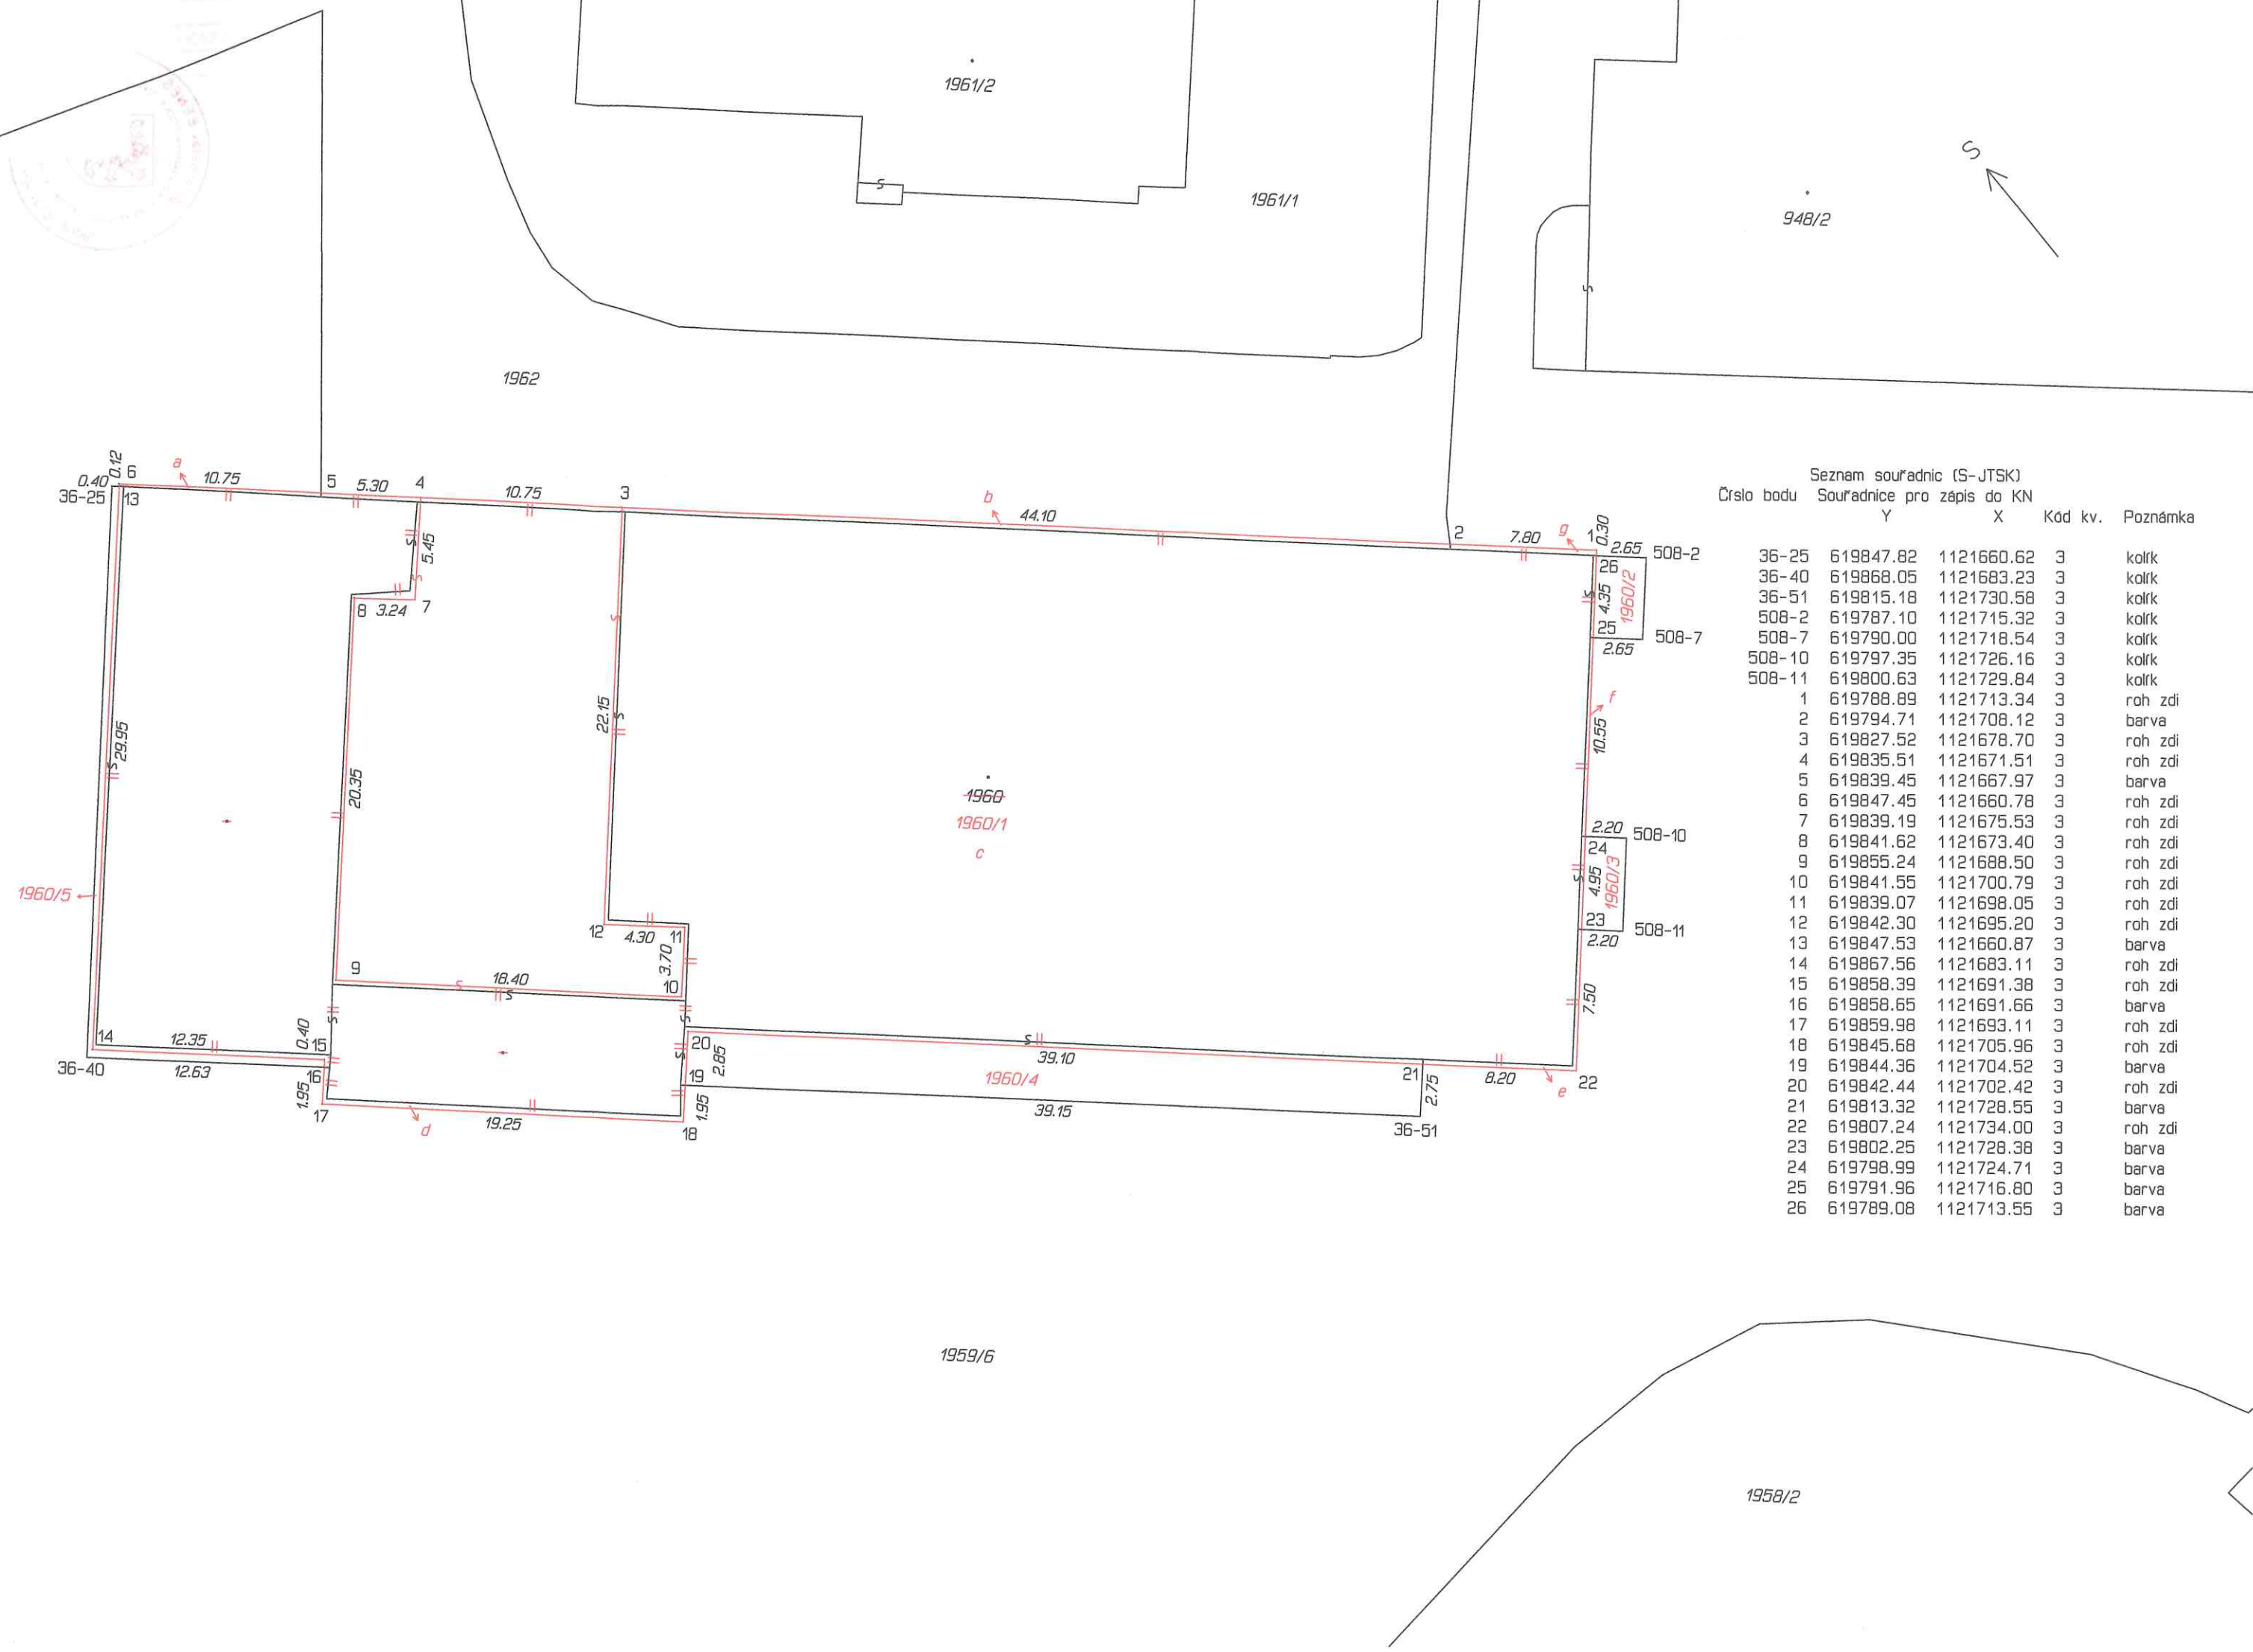 1961/2
S
1961/1
948/2
S
S
1962
0.12
0.40
36-25
6
13
a
10.75
5
5.30
4
10.75
3
b
44.10
2
7.80
g
1
0.30
2.65
508-2
26
4.35
1960/2
25
2.65
508-7
S
S
5.45
S
8
3.24
7
S
S
22.15
f
10.55
S
29.95
20.35
1960
1960/1
c
2.20
508-10
24
S
4.95
1960/3
23
2.20
508-11
1960/5
12
4.30
11
3.70
9
18.40
10
S
S
S
S
14
12.35
0.40
15
36-40
12.63
16
1.95
17
19.25
d
18
1.95
19
20
S
2.85
S
39.10
1960/4
39.15
21
2.75
36-51
8.20
e
22
7.50
Seznam souřadnic (S-JTSK)
Číslo bodu Souřadnice pro zápis do KN
Y X Kód kv. Poznámka
36-25 619847.82 1121660.62 3 kolík
36-40 619868.05 1121683.23 3 kolík
36-51 619815.18 1121730.58 3 kolík
508-2 619787.10 1121715.32 3 kolík
508-7 619790.00 1121718.54 3 kolík
508-10 619797.35 1121726.16 3 kolík
508-11 619800.63 1121729.84 3 kolík
1 619788.89 1121713.34 3 roh zdi
2 619794.71 1121708.12 3 barva
3 619827.52 1121678.70 3 roh zdi
4 619835.51 1121671.51 3 roh zdi
5 619839.45 1121667.97 3 barva
6 619847.45 1121660.78 3 roh zdi
7 619839.19 1121675.53 3 roh zdi
8 619841.62 1121673.40 3 roh zdi
9 619855.24 1121688.50 3 roh zdi
10 619841.55 1121700.79 3 roh zdi
11 619839.07 1121698.05 3 roh zdi
12 619842.30 1121695.20 3 roh zdi
13 619847.53 1121660.87 3 barva
14 619867.56 1121683.11 3 roh zdi
15 619858.39 1121691.38 3 roh zdi
16 619858.65 1121691.66 3 barva
17 619859.98 1121693.11 3 roh zdi
18 619845.68 1121705.96 3 roh zdi
19 619844.36 1121704.52 3 barva
20 619842.44 1121702.42 3 roh zdi
21 619813.32 1121728.55 3 barva
22 619807.24 1121734.00 3 roh zdi
23 619802.25 1121728.38 3 barva
24 619798.99 1121724.71 3 barva
25 619791.96 1121716.80 3 barva
26 619789.08 1121713.55 3 barva
1959/6
1958/2